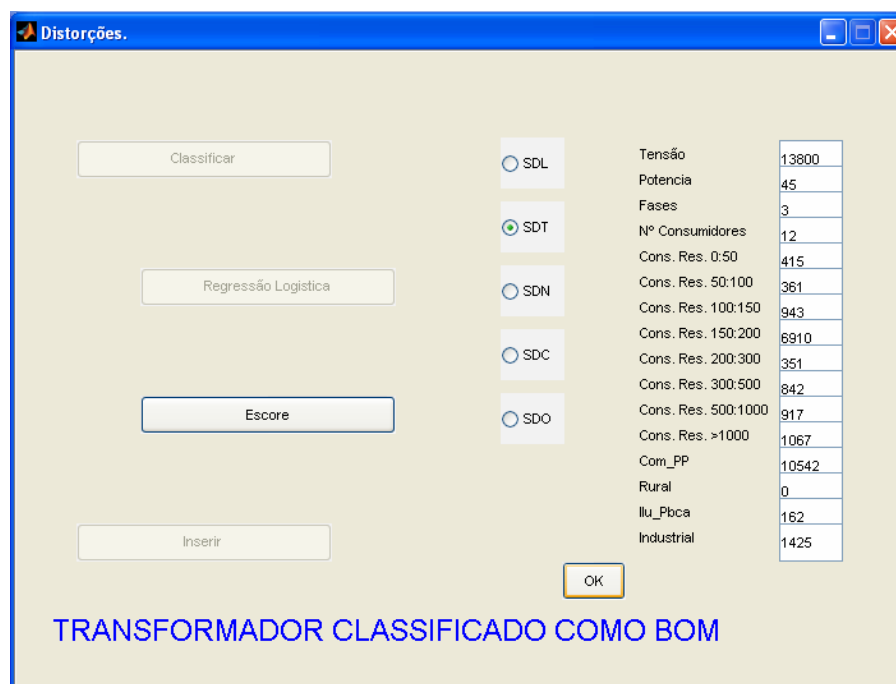 Distorções.
Classificar
Regressão Logistica
Escore
Inserir
SDL
SDT
SDN
SDC
SDO
Tensão 13800
Potencia 45
Fases 3
Nº Consumidores 12
Cons. Res. 0:50 415
Cons. Res. 50:100 361
Cons. Res. 100:150 943
Cons. Res. 150:200 6910
Cons. Res. 200:300 351
Cons. Res. 300:500 842
Cons. Res. 500:1000 917
Cons. Res. >1000 1067
Com_PP 10542
Rural 0
Ilu_Pbca 162
Industrial 1425
OK
TRANSFORMADOR CLASSIFICADO COMO BOM